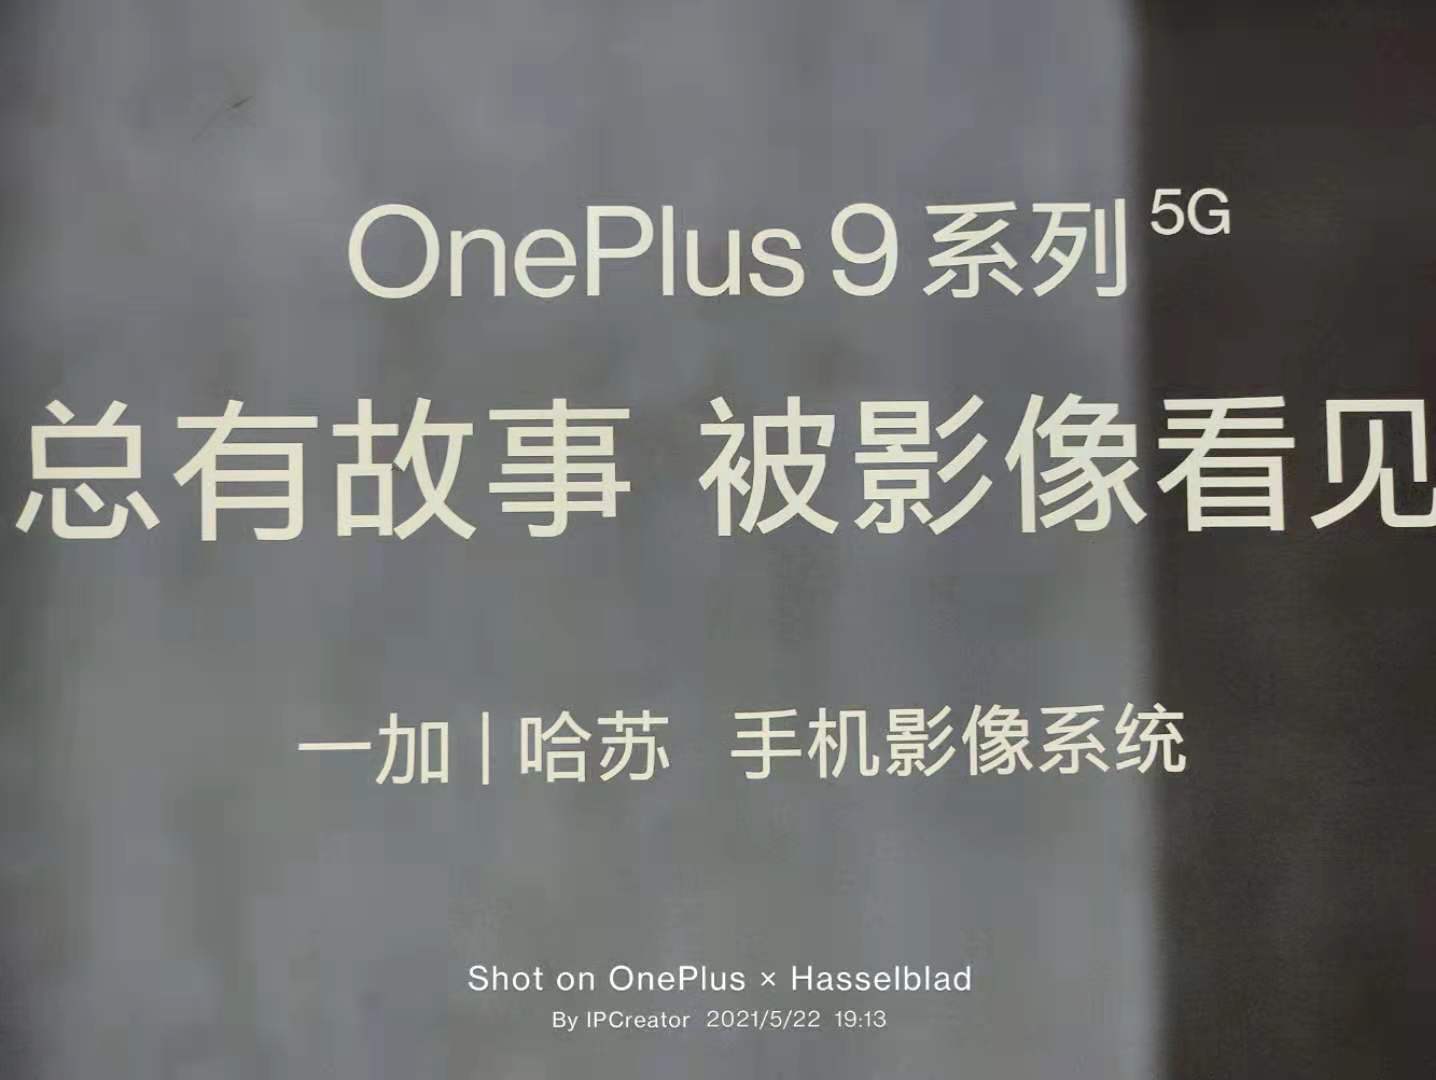 OnePlus 9系列 5G
总有故事 被影像看见
一加|哈苏 手机影像系统
Shot on OnePlus × Hasselblad
By IPCreator 2021/5/22 19:13